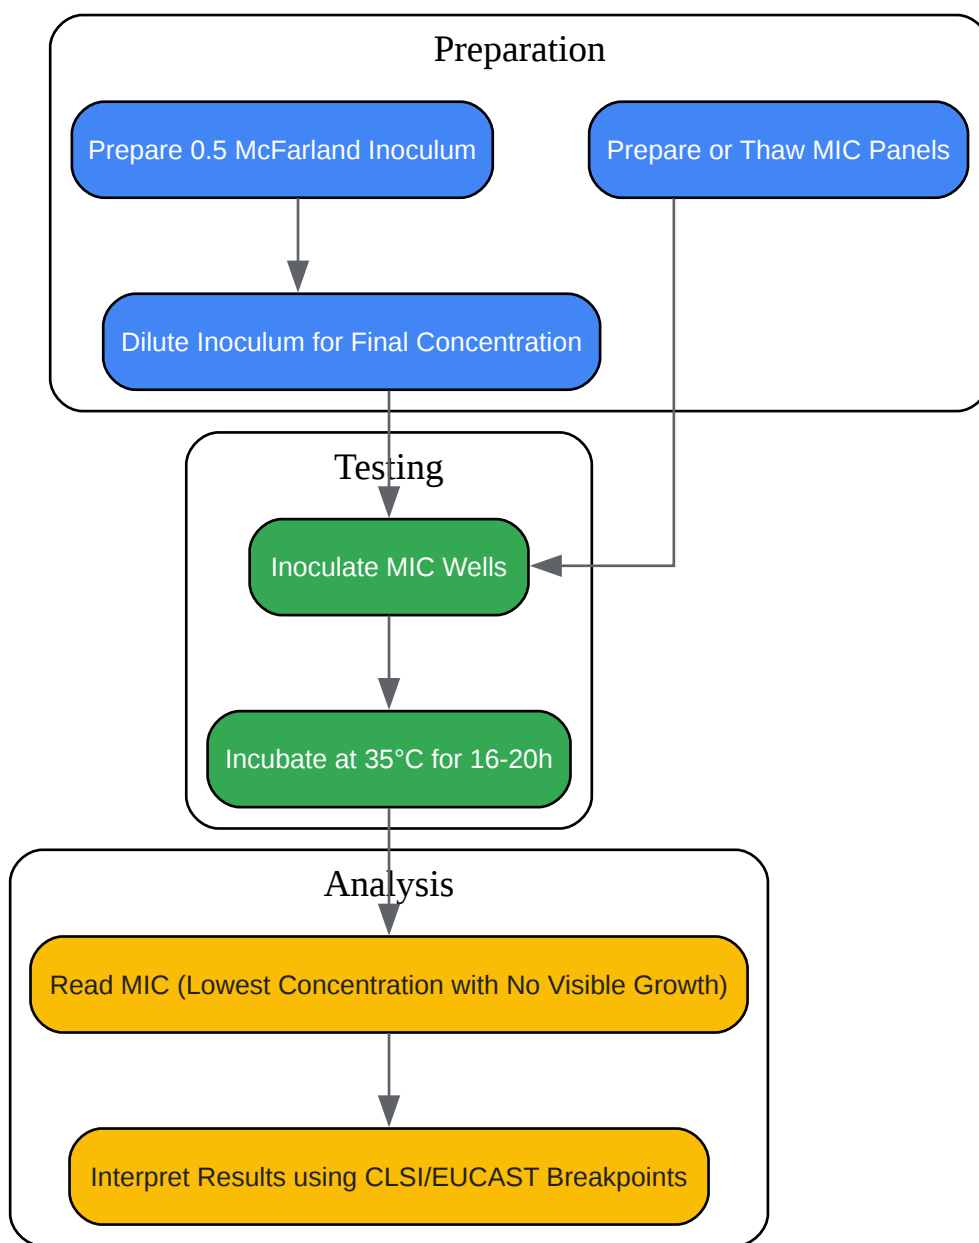 Preparation
Prepare 0.5 McFarland Inoculum
Prepare or Thaw MIC Panels
Dilute Inoculum for Final Concentration
Testing
Inoculate MIC Wells
Incubate at 35°C for 16-20h
Analysis
Read MIC (Lowest Concentration with No Visible Growth)
Interpret Results using CLSI/EUCAST Breakpoints